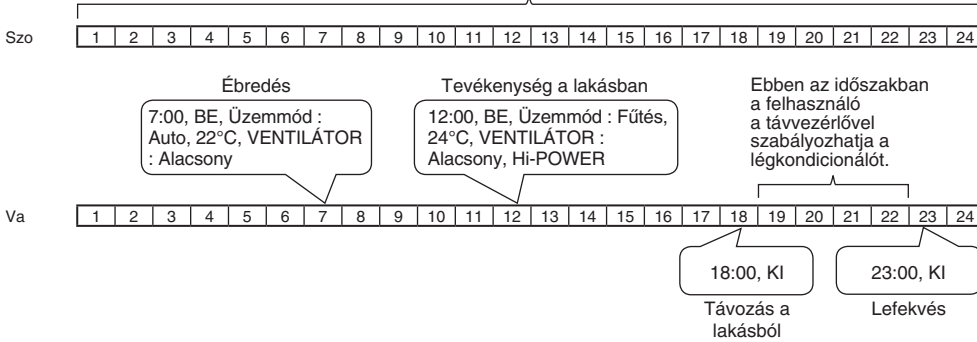 Szo
1 2 3 4 5 6 7 8 9 10 11 12 13 14 15 16 17 18 19 20 21 22 23 24
Ébredés
7:00, BE, Üzemmód :
Auto, 22°C, VENTILÁTOR
: Alacsony
Tevékenység a lakásban
12:00, BE, Üzemmód : Fűtés,
24°C, VENTILÁTOR :
Alacsony, Hi-POWER
Ebben az időszakban
a felhasználó
a távvezérlővel
szabályozhatja a
légkondicionálót.
Va
1 2 3 4 5 6 7 8 9 10 11 12 13 14 15 16 17 18 19 20 21 22 23 24
18:00, KI
Távozás a
lakásból
23:00, KI
Lefekvés